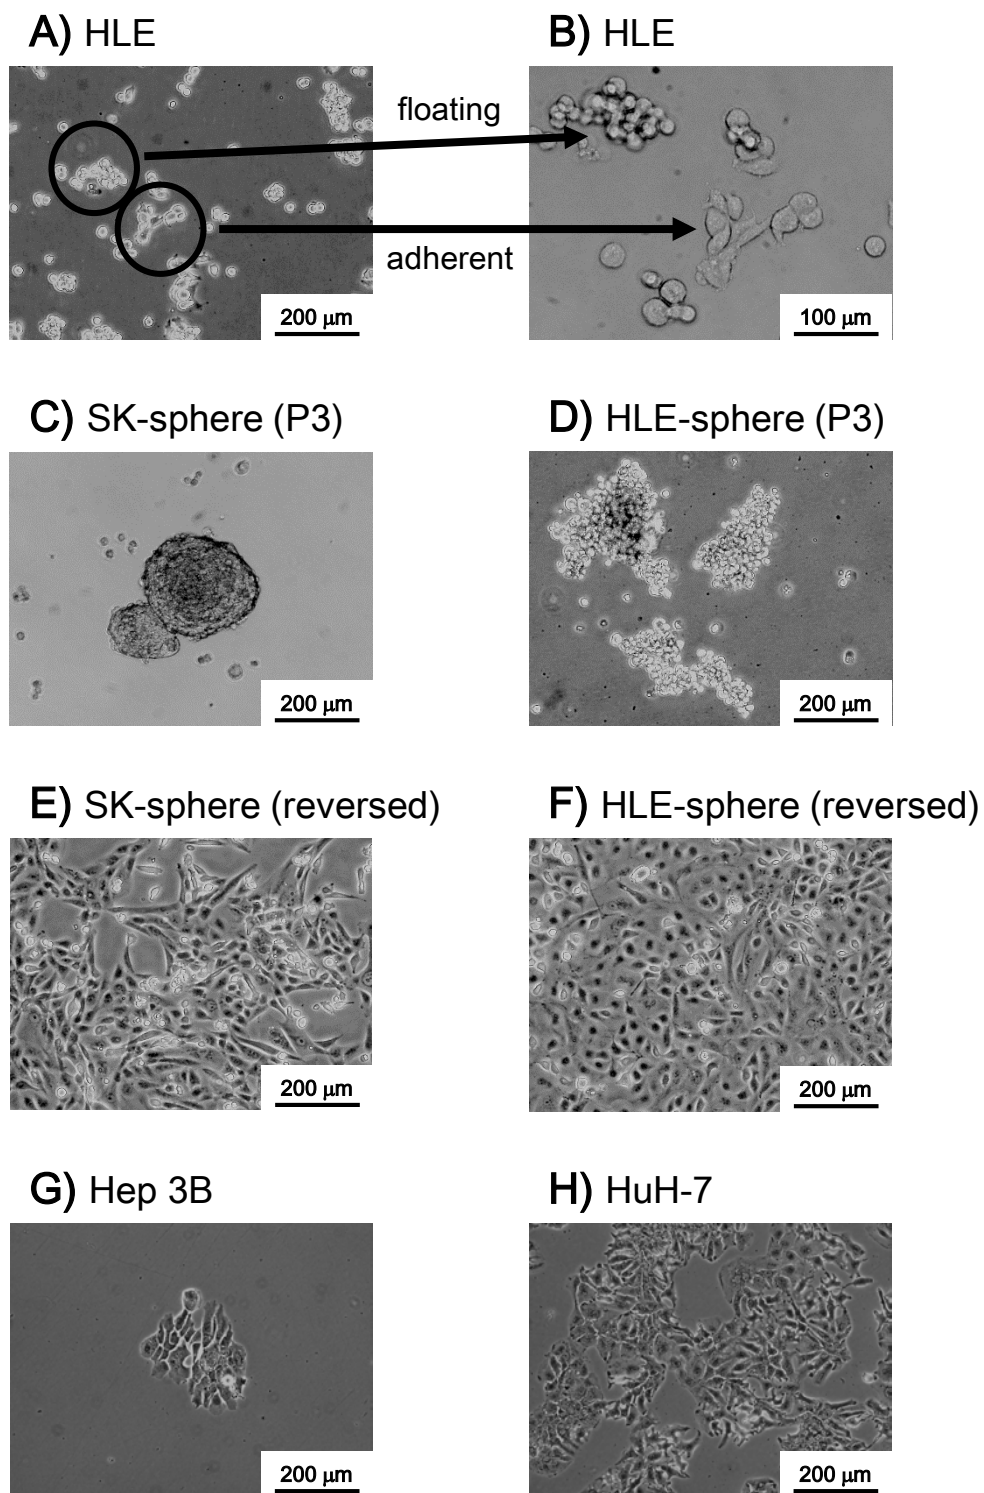 A) HLE
B) HLE
floating
adherent
200 μm
100 μm
C) SK-sphere (P3)
D) HLE-sphere (P3)
200 μm
200 μm
E) SK-sphere (reversed)
F) HLE-sphere (reversed)
200 μm
200 μm
G) Hep 3B
H) HuH-7
200 μm
200 μm